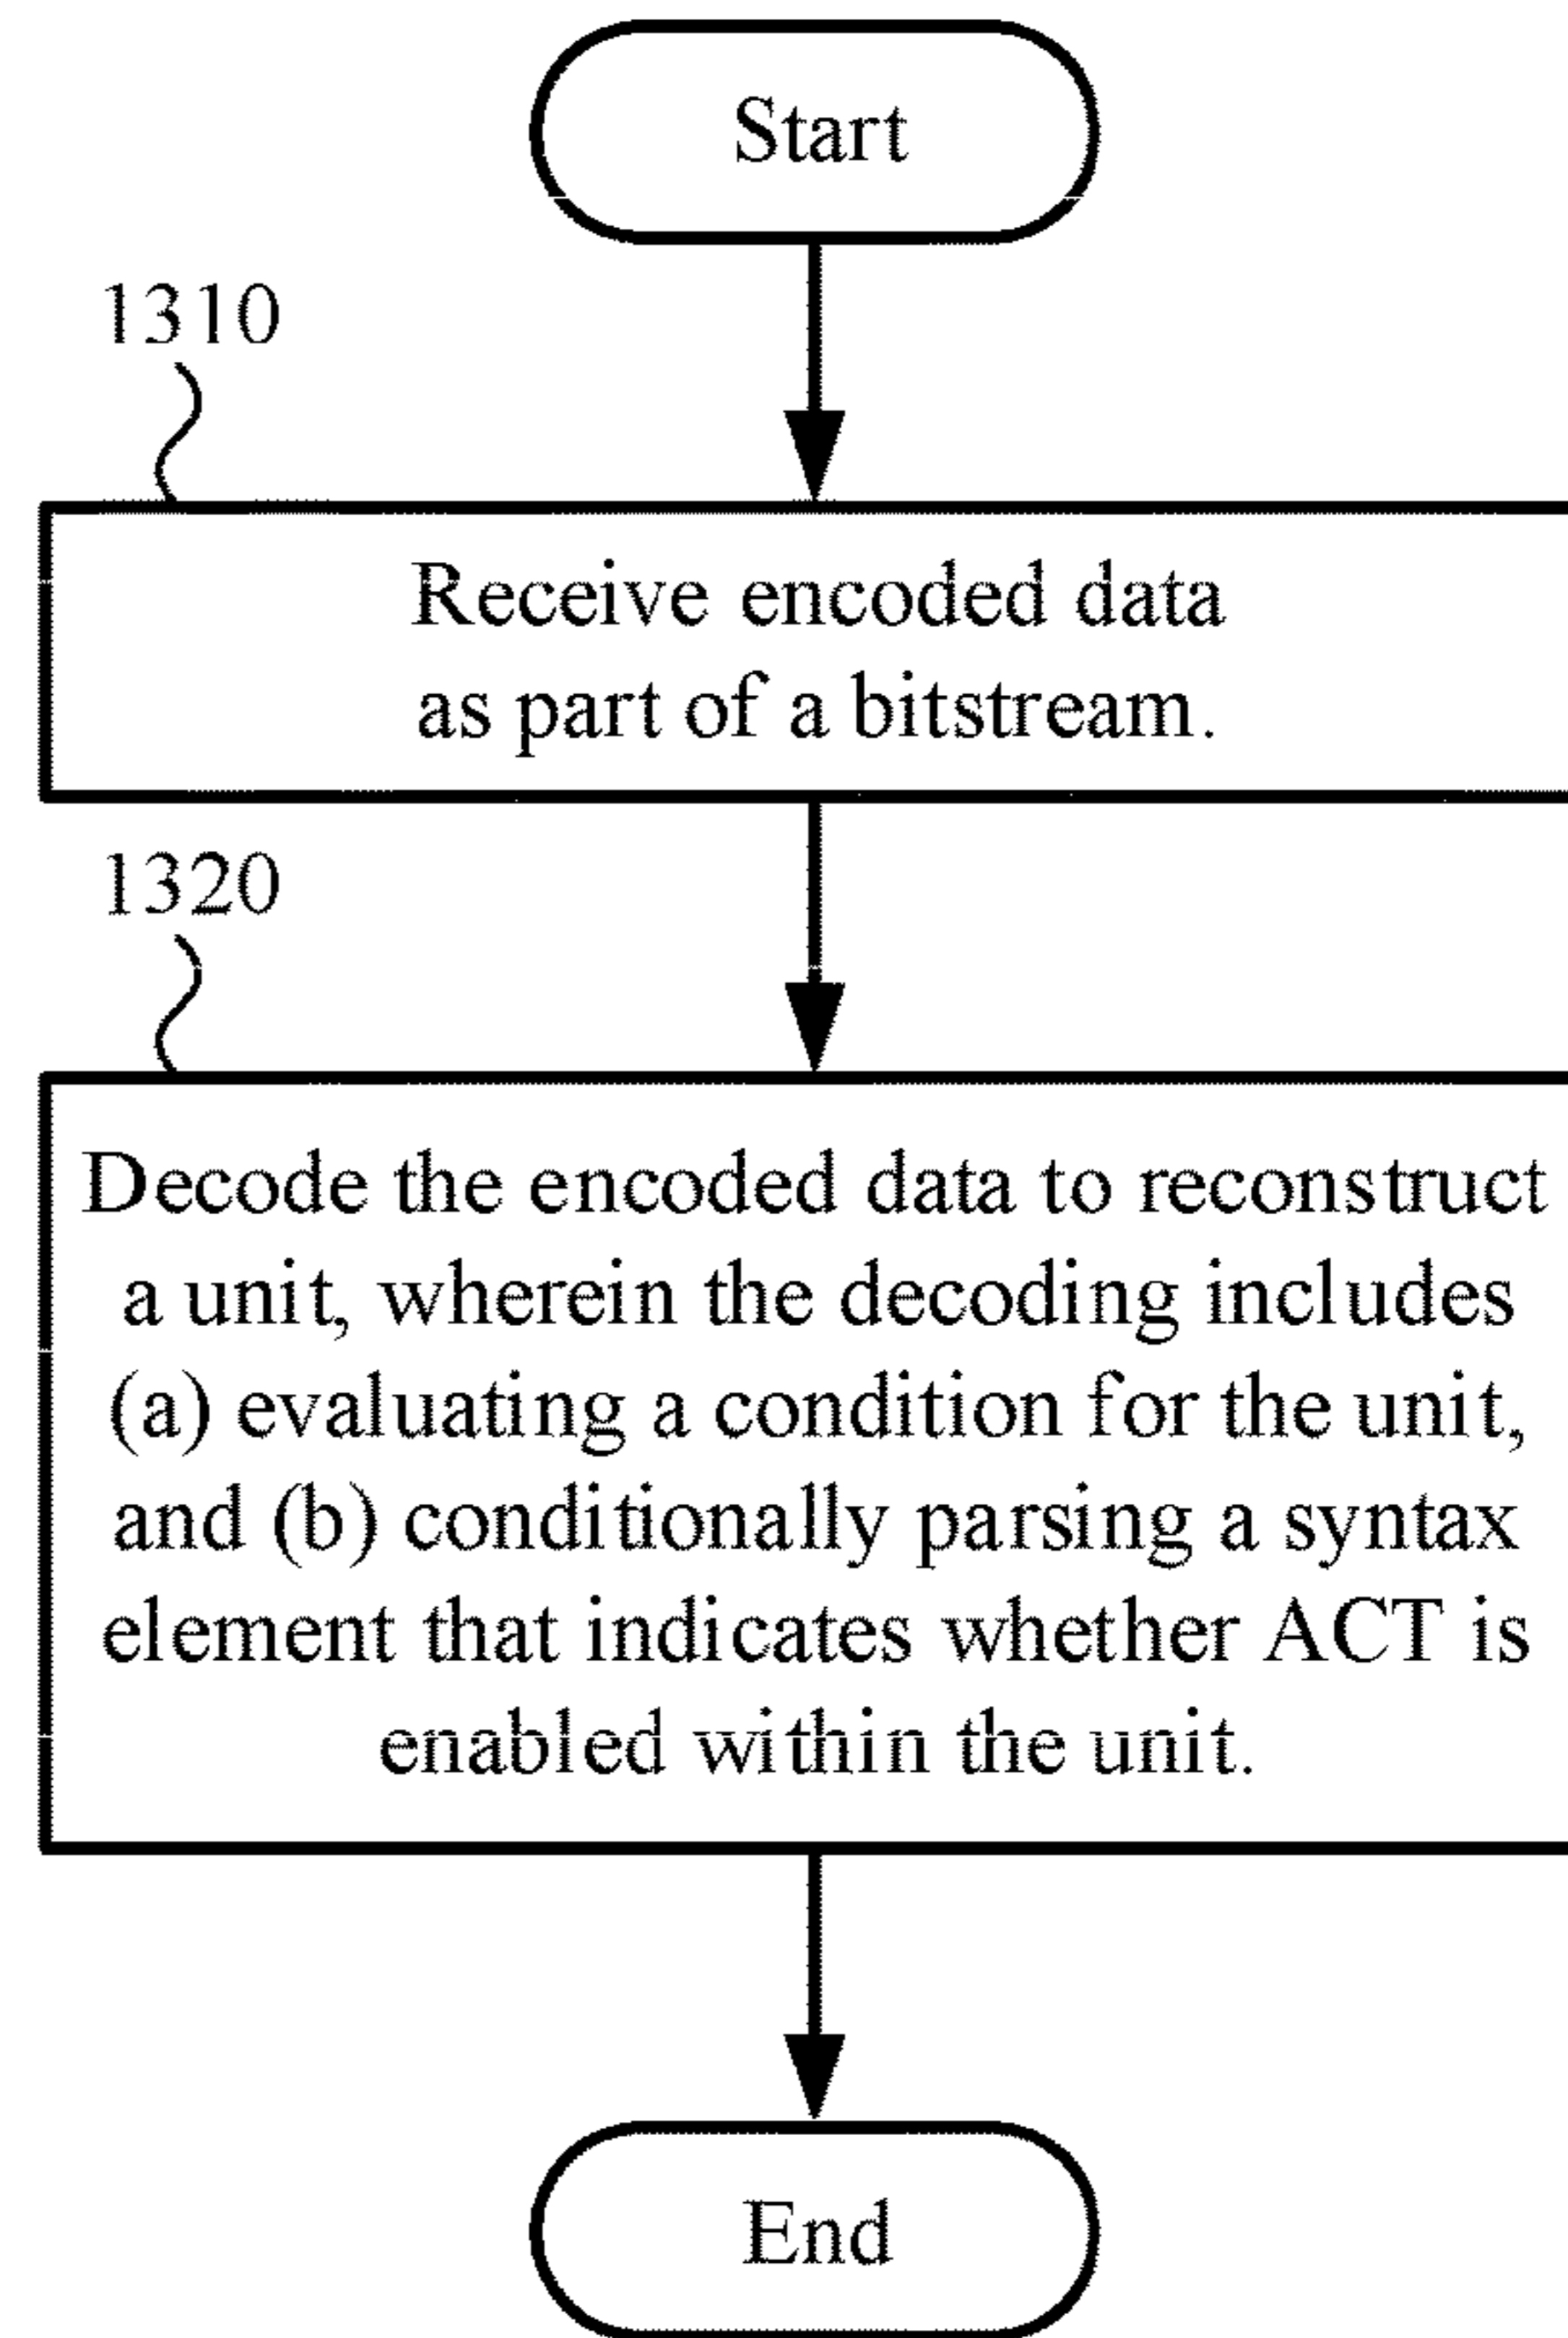 Start
1310
Receive encoded data
as part of a bitstream.
1320
Decode the encoded data to reconstruct
a unit, wherein the decoding includes
(a) evaluating a condition for the unit,
and (b) conditionally parsing a syntax
element that indicates whether ACT is
enabled within the unit.
End